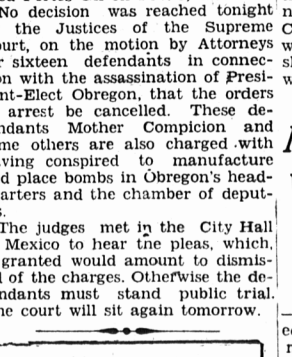 No decision was reached tonight
the Justices of the Supreme
ourt, on the motion by Attorneys
r sixteen defendants in connec-
on with the assassination of Presi-
nt-Elect Obregon, that the orders
arrest be cancelled. These de-
ndants Mother Compicion and
me others are also charged with
ving conspired to manufacture
d place bombs in Obregon's head-
arters and the chamber of deput-
s.
The judges met in the City Hall
Mexico to hear tne pleas, which,
granted would amount to dismis-
l of the charges. Otherwise the de-
ndants must stand public trial.
he court will sit again tomorrow.